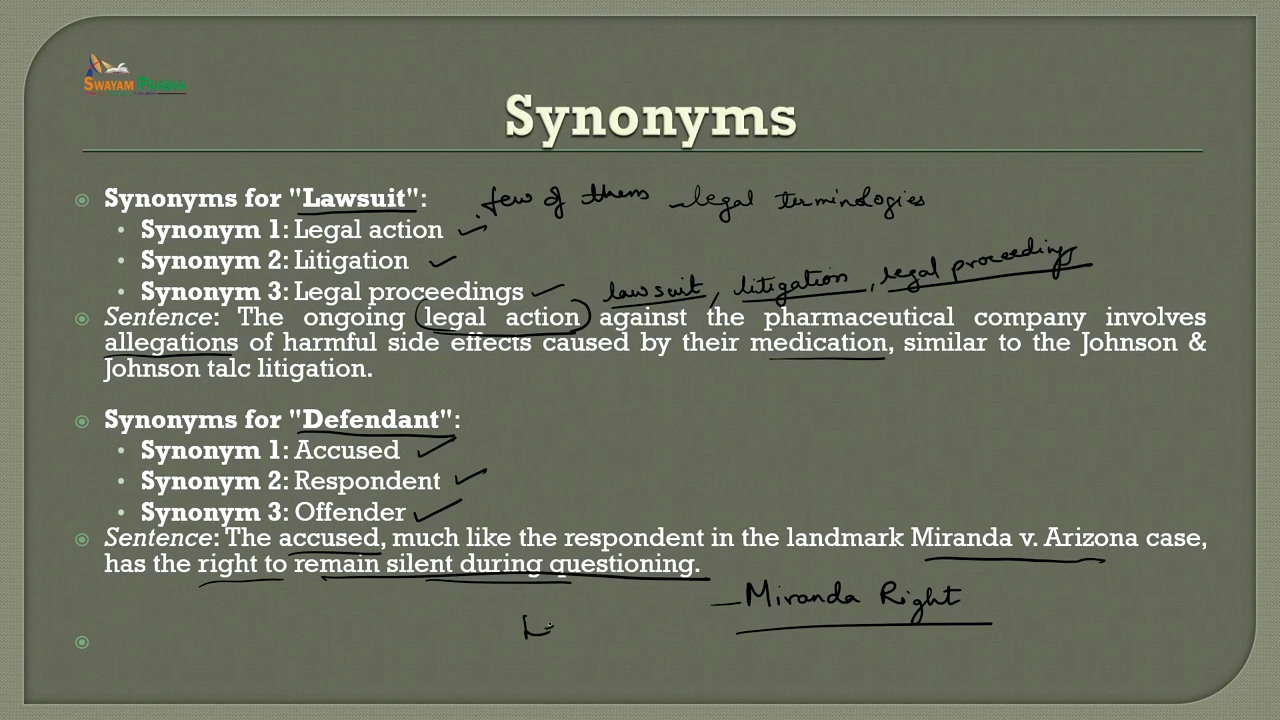 SWAYAM PRABHA
Synonyms
Synonyms for "Lawsuit": few of them - legal terminologies
Synonym 1: Legal action
Synonym 2: Litigation
Synonym 3: Legal proceedings lawsuit, litigation, legal proceedings
Sentence: The ongoing legal action against the pharmaceutical company involves
allegations of harmful side effects caused by their medication, similar to the Johnson &
Johnson talc litigation.
Synonyms for "Defendant":
Synonym 1: Accused
Synonym 2: Respondent
Synonym 3: Offender
Sentence: The accused, much like the respondent in the landmark Miranda v. Arizona case,
has the right to remain silent during questioning.
- Miranda Right